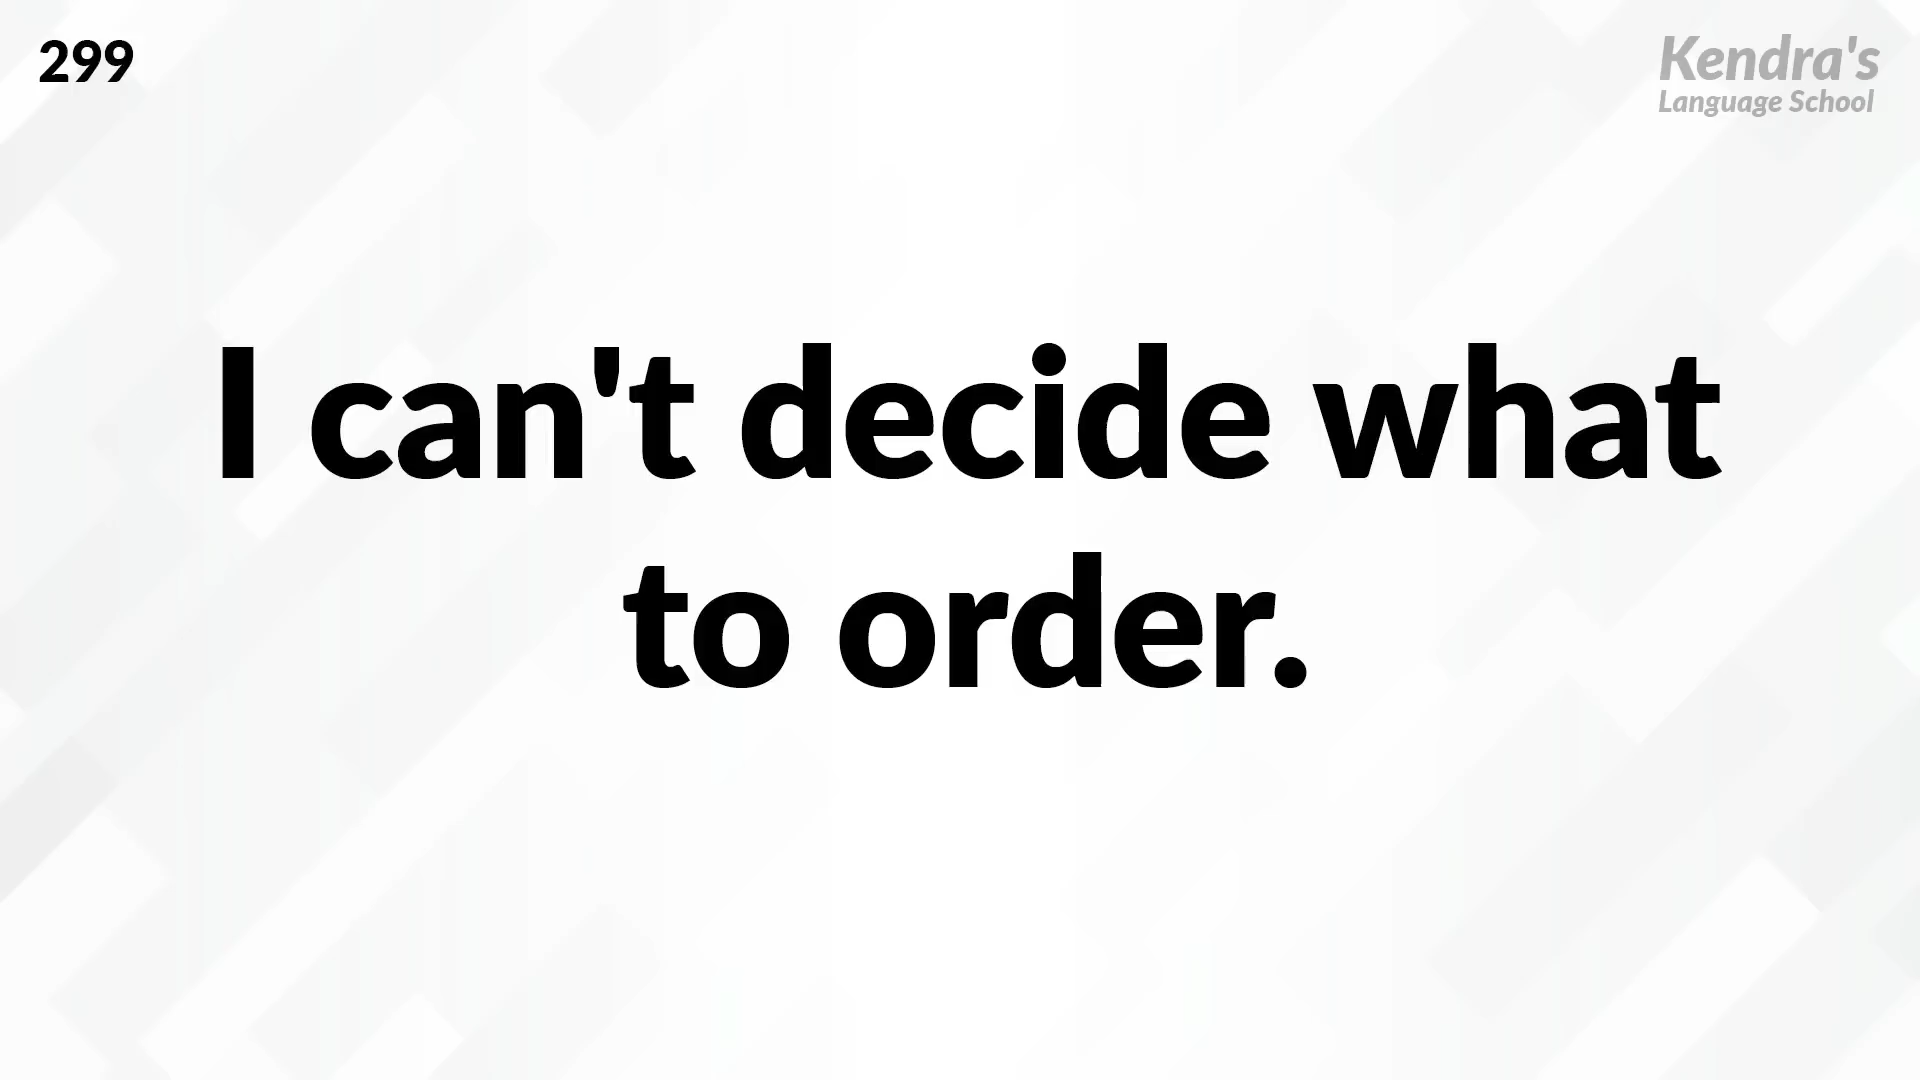 299
Kendra's
Language School
I can't decide what
to order.